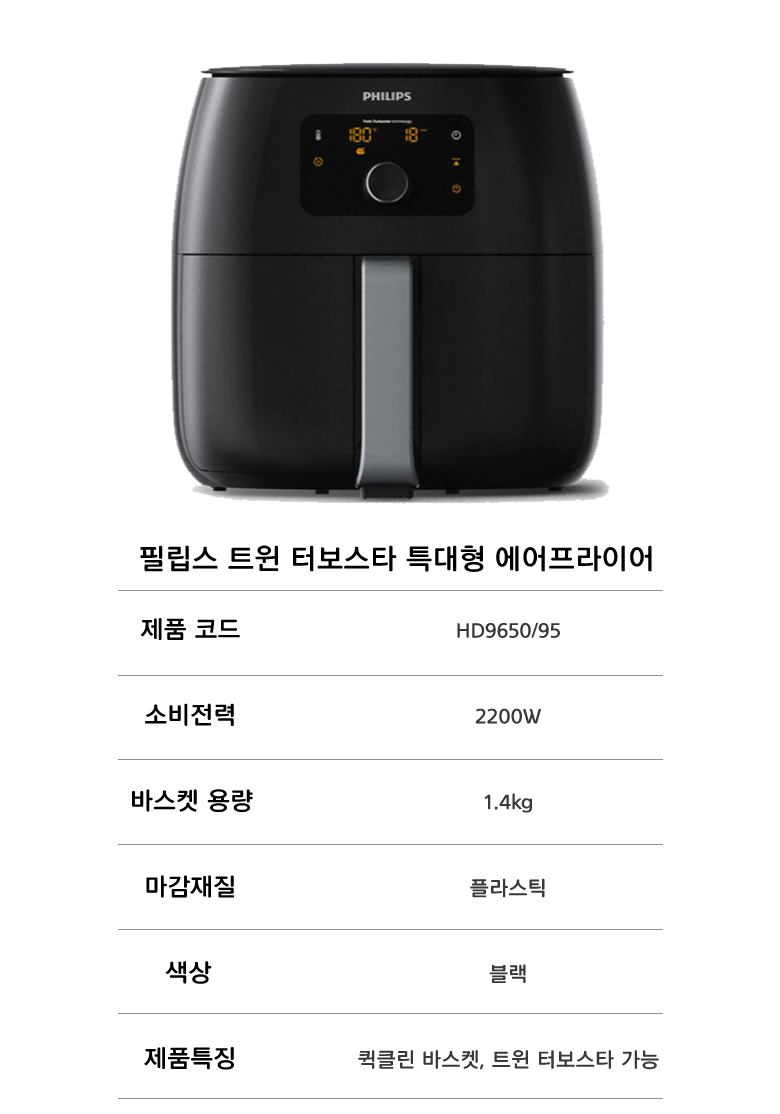 PHILIPS
Twin TurboStar technology
180°
18
필립스 트윈 터보스타 특대형 에어프라이어
제품 코드 HD9650/95
소비전력 2200W
바스켓 용량 1.4kg
마감재질 플라스틱
색상 블랙
제품특징 퀵클린 바스켓, 트윈 터보스타 가능